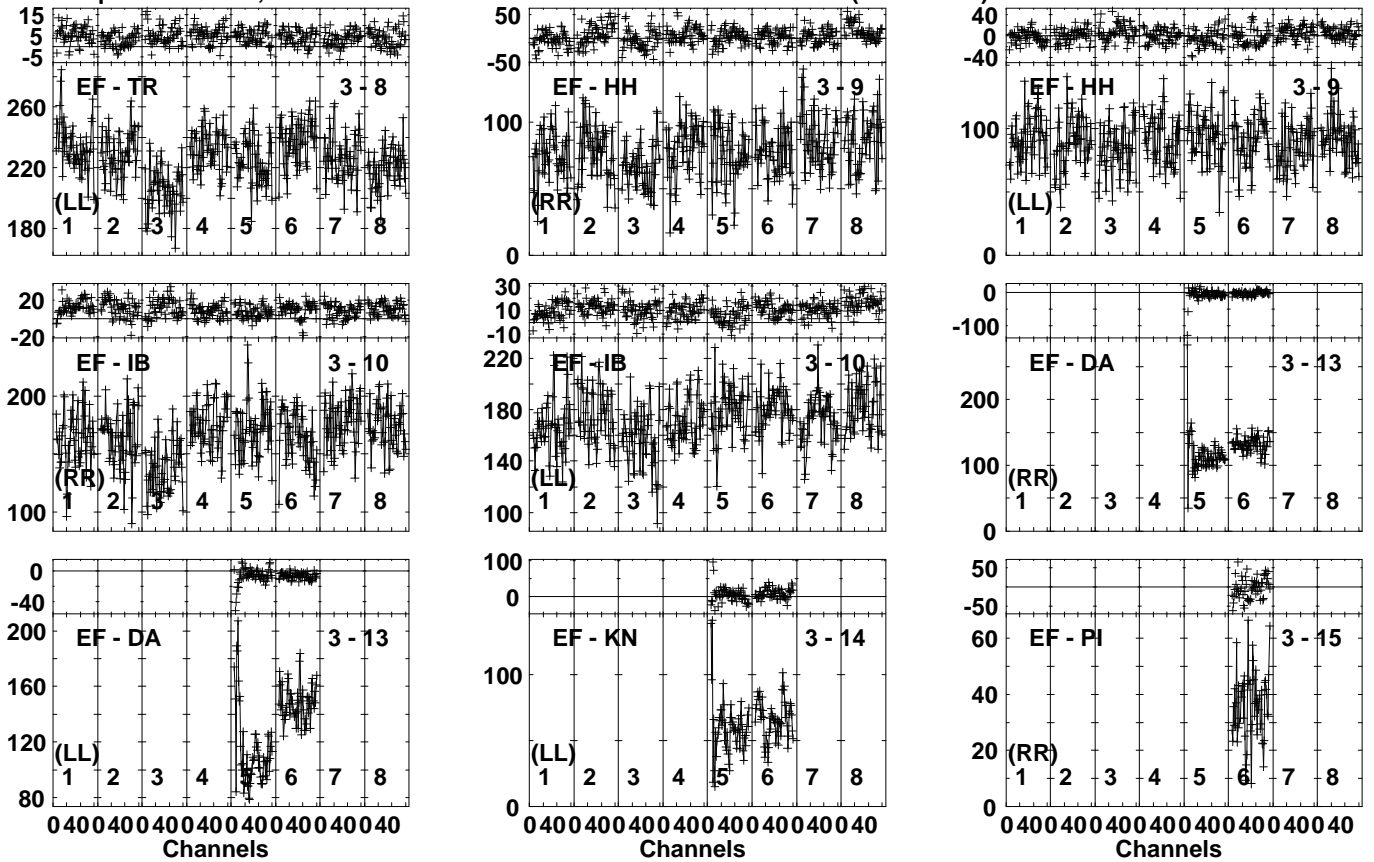 15
5
-5
EF - TR 3 - 8
260
220
180
(LL)
1 2 3 4 5 6 7 8
50
-50
EF - HH 3 - 9
100
0
(RR)
1 2 3 4 5 6 7 8
40
0
-40
EF - HH 3 - 9
100
0
(LL)
1 2 3 4 5 6 7 8
20
-20
EF - IB 3 - 10
200
100
(RR)
1 2 3 4 5 6 7 8
30
10
-10
EF - IB 3 - 10
220
180
140
100
(LL)
1 2 3 4 5 6 7 8
0
-100
EF - DA 3 - 13
200
100
0
(RR)
1 2 3 4 5 6 7 8
0
-40
EF - DA 3 - 13
200
160
120
80
(LL)
1 2 3 4 5 6 7 8
0 40 0 40 0 40 0 40 0 40 0 40 0 40 0 40
Channels
100
0
EF - KN 3 - 14
100
0
(LL)
1 2 3 4 5 6 7 8
0 40 0 40 0 40 0 40 0 40 0 40 0 40 0 40
Channels
50
-50
EF - PI 3 - 15
60
40
20
0
(RR)
1 2 3 4 5 6 7 8
0 40 0 40 0 40 0 40 0 40 0 40 0 40 0 40
Channels